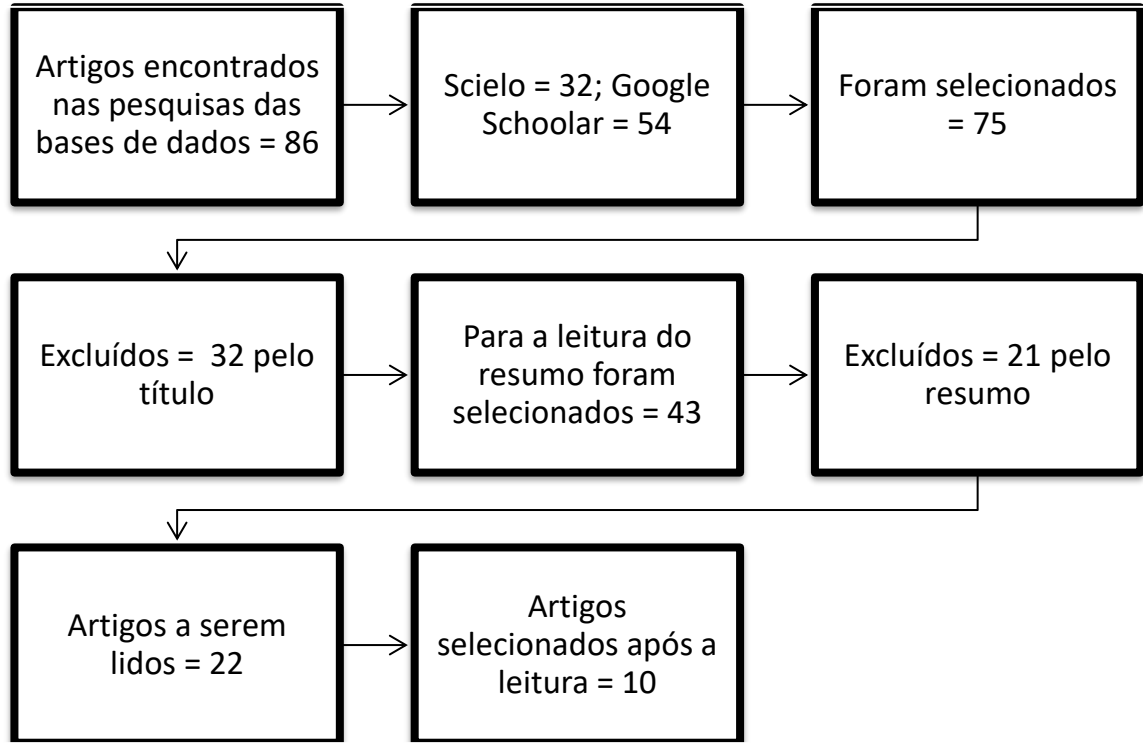 Artigos encontrados
nas pesquisas das
bases de dados = 86
Scielo = 32; Google
Schoolar = 54
Foram selecionados
= 75
Excluídos = 32 pelo
título
Para a leitura do
resumo foram
selecionados = 43
Excluídos = 21 pelo
resumo
Artigos a serem
lidos = 22
Artigos
selecionados após a
leitura = 10